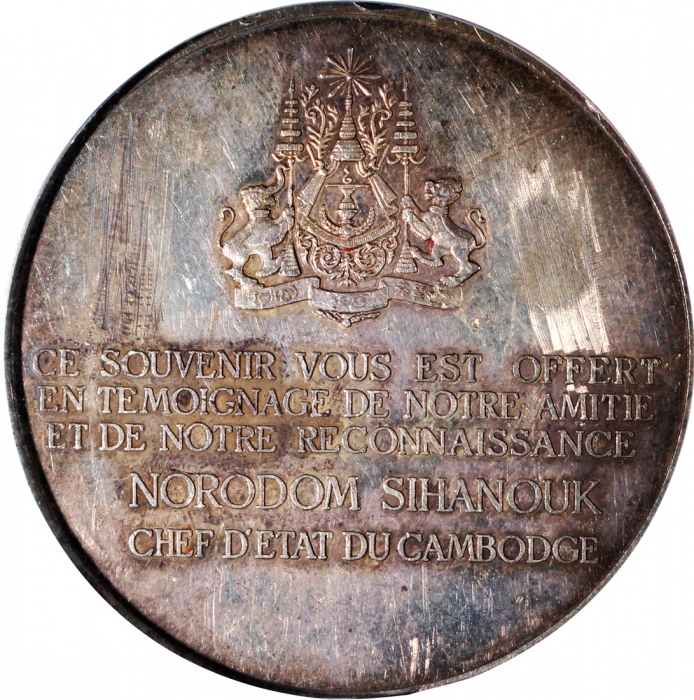 CE SOUVENIR VOUS EST OFFERT
EN TEMOIGNAGE DE NOTRE AMITIE
ET DE NOTRE RECONNAISSANCE
NORODOM SIHANOUK
CHEF D'ETAT DU CAMBODGE